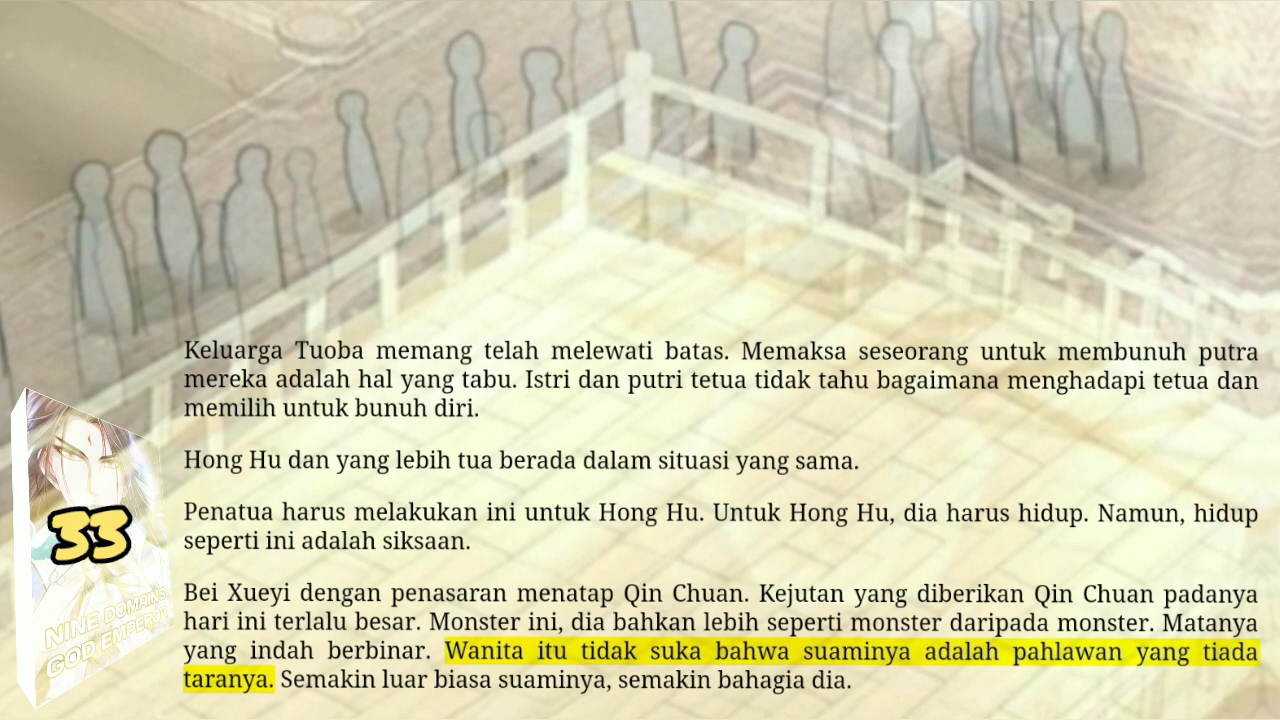 Keluarga Tuoba memang telah melewati batas. Memaksa seseorang untuk membunuh putra
mereka adalah hal yang tabu. Istri dan putri tetua tidak tahu bagaimana menghadapi tetua dan
memilih untuk bunuh diri.
Hong Hu dan yang lebih tua berada dalam situasi yang sama.
Penatua harus melakukan ini untuk Hong Hu. Untuk Hong Hu, dia harus hidup. Namun, hidup
seperti ini adalah siksaan.
Bei Xueyi dengan penasaran menatap Qin Chuan. Kejutan yang diberikan Qin Chuan padanya
hari ini terlalu besar. Monster ini, dia bahkan lebih seperti monster daripada monster. Matanya
yang indah berbinar. Wanita itu tidak suka bahwa suaminya adalah pahlawan yang tiada
taranya. Semakin luar biasa suaminya, semakin bahagia dia.
33
NINE DOMAINS
GOD EMPEROR